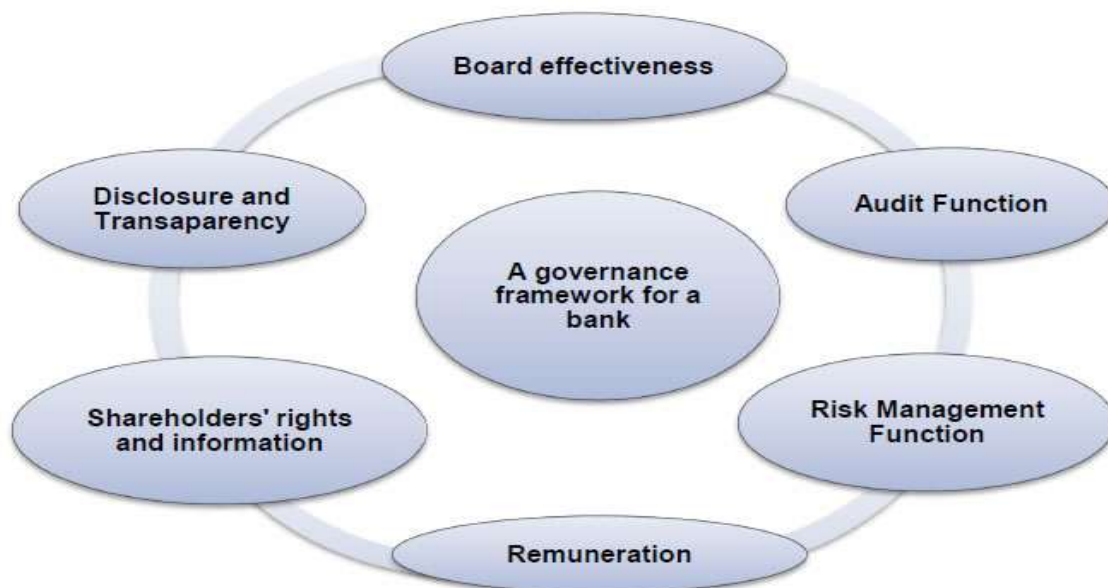 Board effectiveness
Disclosure and
Transaparency
Audit Function
A governance
framework for a
bank
Shareholders' rights
and information
Risk Management
Function
Remuneration